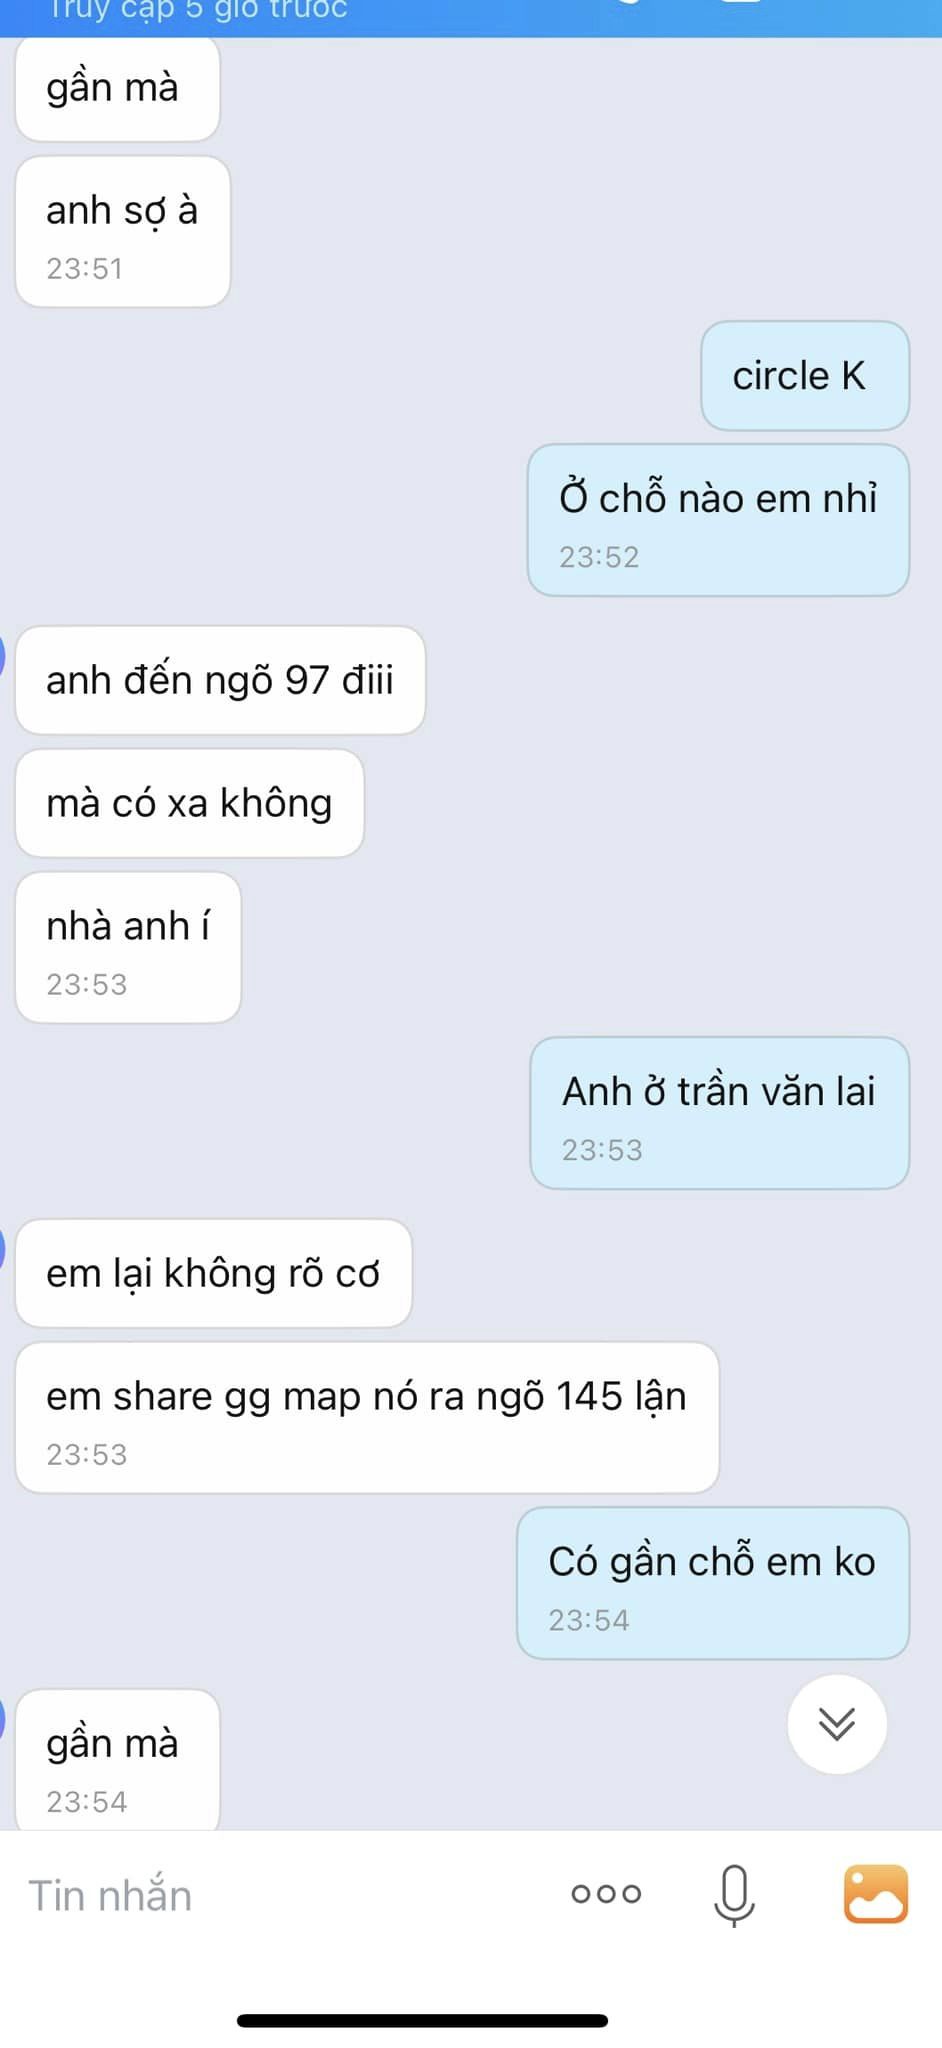 Truy cập 5 giờ trước
gần mà
anh sợ à
23:51
circle K
Ở chỗ nào em nhỉ
23:52
anh đến ngõ 97 điii
mà có xa không
nhà anh í
23:53
Anh ở trần văn lai
23:53
em lại không rõ cơ
em share gg map nó ra ngõ 145 lận
23:53
Có gần chỗ em ko
23:54
gần mà
23:54
Tin nhắn